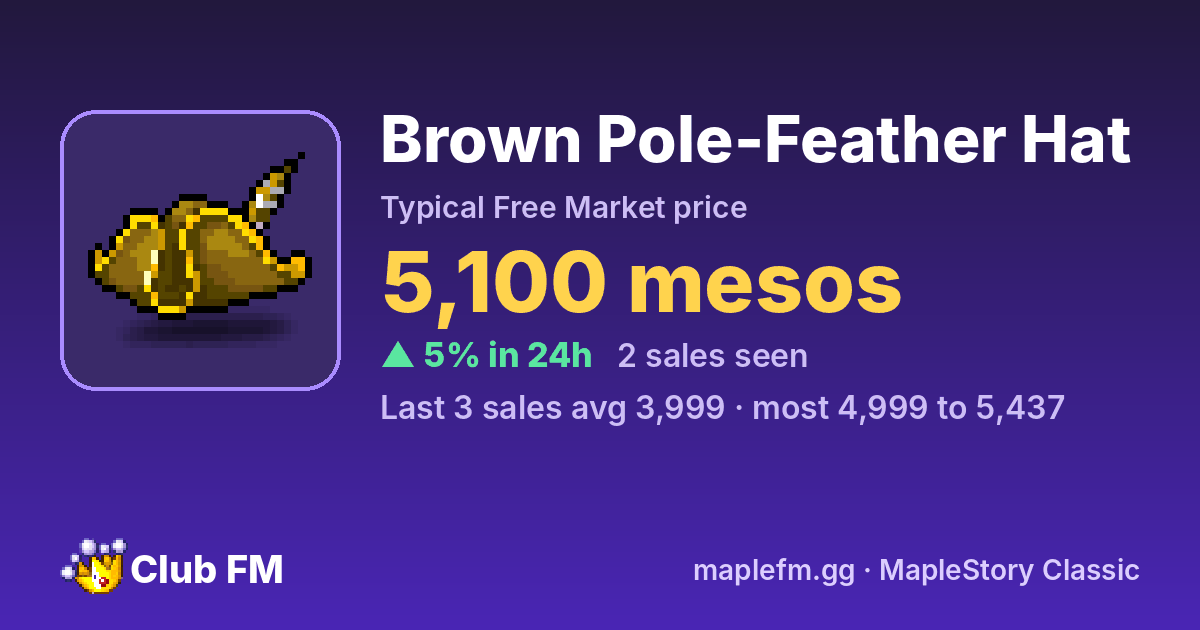 Brown Pole-Feather Hat
Typical Free Market price
5,100 mesos
▲ 5% in 24h 2 sales seen
Last 3 sales avg 3,999 · most 4,999 to 5,437
Club FM
maplefm.gg · MapleStory Classic